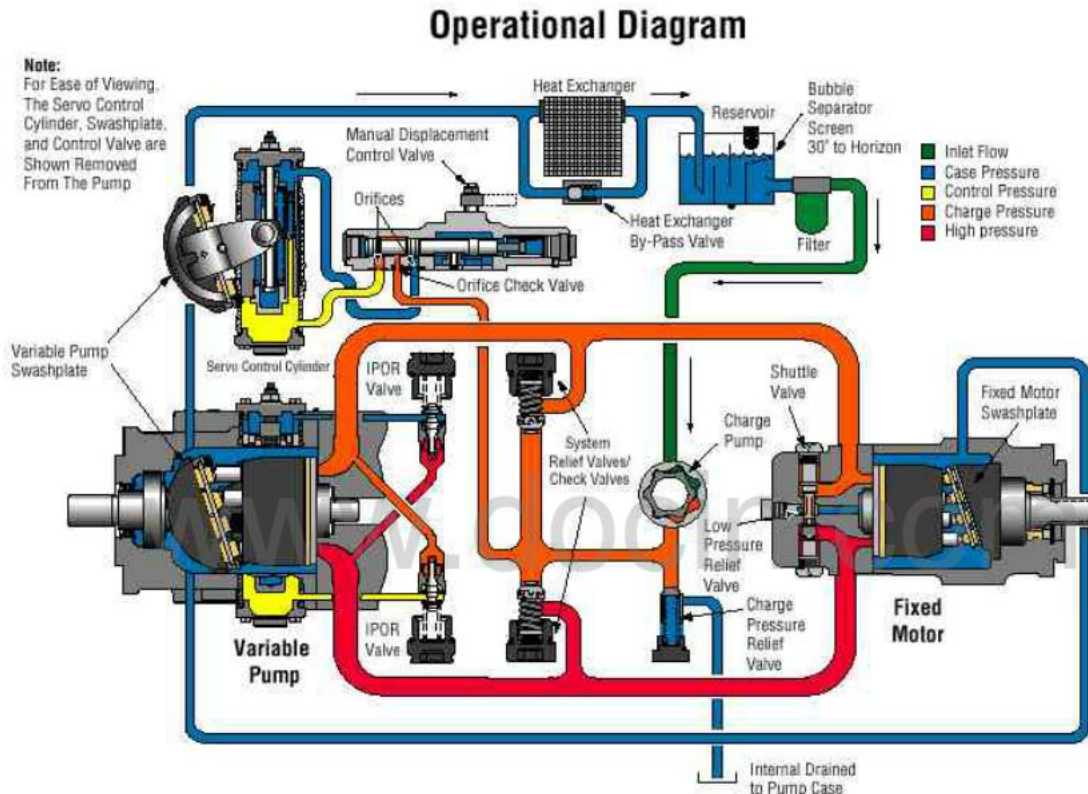 Operational Diagram
Note:
For Ease of Viewing,
The Servo Control
Cylinder, Swashplate,
and Control Valve are
Shown Removed
From The Pump
Heat Exchanger
Manual Displacement
Control Valve
Reservoir
Bubble
Separator
Screen
30° to Horizon
Inlet Flow
Case Pressure
Control Pressure
Charge Pressure
High pressure
Orifices
Heat Exchanger
By-Pass Valve
Filter
Orifice Check Valve
Variable Pump
Swashplate
Servo Control Cylinder
IPOR
Valve
Shuttle
Valve
Fixed Motor
Swashplate
Charge
Pump
System
Relief Valves/
Check Valves
Low
Pressure
Relief
Valve
IPOR
Valve
Charge
Pressure
Relief
Valve
Variable
Pump
Fixed
Motor
Internal Drained
to Pump Case